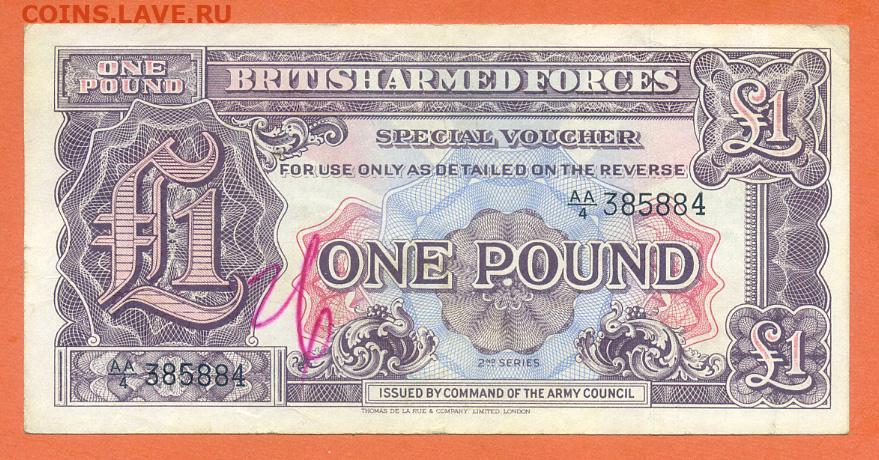 COINS.LAVE.RU
ONE POUND
BRITISH ARMED FORCES
£1
SPECIAL VOUCHER
FOR USE ONLY AS DETAILED ON THE REVERSE
AA/4 385884
£1
ONE POUND
2ND SERIES
£1
AA/4 385884
ISSUED BY COMMAND OF THE ARMY COUNCIL
THOMAS DE LA RUE & COMPANY, LIMITED, LONDON